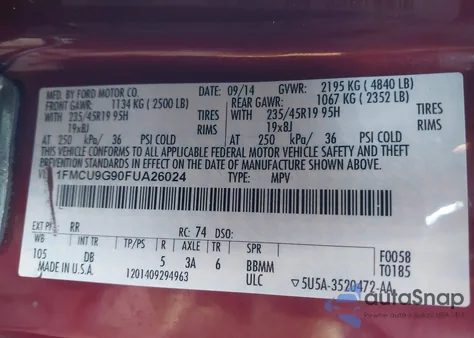 MFD. BY FORD MOTOR CO.
09/14 GVWR: 2195 KG ( 4840 LB)
FRONT GAWR: 1134 KG ( 2500 LB) REAR GAWR: 1067 KG ( 2352 LB)
WITH 235/45R19 95H TIRES WITH 235/45R19 95H TIRES
19x8J RIMS 19x8J RIMS
AT 250 kPa/ 36 PSI COLD AT 250 kPa/ 36 PSI COLD
THIS VEHICLE CONFORMS TO ALL APPLICABLE FEDERAL MOTOR VEHICLE SAFETY, BUMPER, AND THEFT
PREVENTION STANDARDS IN EFFECT ON THE DATE OF MANUFACTURE SHOWN ABOVE.
1FMCU9G90FUA26024 TYPE: MPV
EXT PNT: RR RC: 74 DSO:
WB INT TR TP/PS R AXLE TR SPR F0058
105 DB 5 3A 6 BBMM T0185
MADE IN U.S.A. 1201409294963 ULC 5U5A-3520472-AA
autoSnap